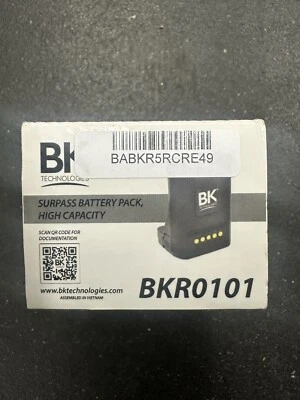 BK
TECHNOLOGIES
BABKR5RCRE49
SURPASS BATTERY PACK,
HIGH CAPACITY
SCAN QR CODE FOR
DOCUMENTATION
BK
BK
www.bktechnologies.com
ASSEMBLED IN VIETNAM
BKR0101